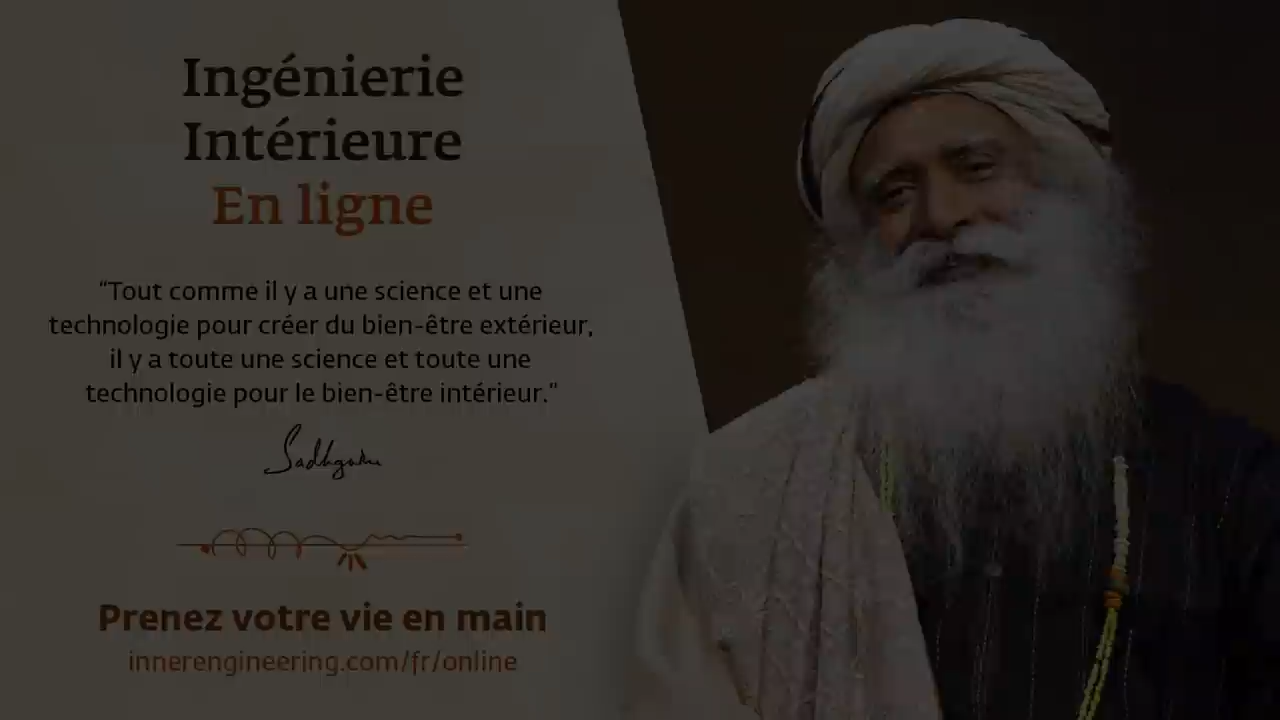 Ingénierie
Intérieure
En ligne
“Tout comme il y a une science et une
technologie pour créer du bien-être extérieur,
il y a toute une science et toute une
technologie pour le bien-être intérieur.”
Sadhguru
Prenez votre vie en main
innerengineering.com/fr/online